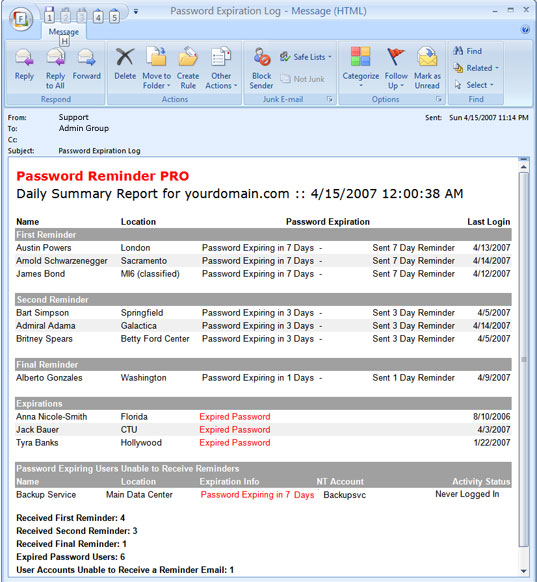 Password Expiration Log - Message (HTML)
1 2 3 4 5
Message
H
Reply
Reply to All
Forward
Respond
Delete
Move to Folder
Create Rule
Other Actions
Actions
Block Sender
Safe Lists
Not Junk
Junk E-mail
Categorize
Follow Up
Mark as Unread
Options
Find
Related
Select
Find
From: Support Sent: Sun 4/15/2007 11:14 PM
To: Admin Group
Cc:
Subject: Password Expiration Log
Password Reminder PRO
Daily Summary Report for yourdomain.com :: 4/15/2007 12:00:38 AM
Name Location Password Expiration Last Login
First Reminder
Austin Powers London Password Expiring in 7 Days - Sent 7 Day Reminder 4/13/2007
Arnold Schwarzenegger Sacramento Password Expiring in 7 Days - Sent 7 Day Reminder 4/14/2007
James Bond MI6 (classified) Password Expiring in 7 Days - Sent 7 Day Reminder 4/12/2007
Second Reminder
Bart Simpson Springfield Password Expiring in 3 Days - Sent 3 Day Reminder 4/5/2007
Admiral Adama Galactica Password Expiring in 3 Days - Sent 3 Day Reminder 4/14/2007
Britney Spears Betty Ford Center Password Expiring in 3 Days - Sent 3 Day Reminder 4/5/2007
Final Reminder
Alberto Gonzales Washington Password Expiring in 1 Days - Sent 1 Day Reminder 4/9/2007
Expirations
Anna Nicole-Smith Florida Expired Password 8/10/2006
Jack Bauer CTU Expired Password 4/3/2007
Tyra Banks Hollywood Expired Password 1/22/2007
Password Expiring Users Unable to Receive Reminders
Name Location Expiration Info NT Account Activity Status
Backup Service Main Data Center Password Expiring in 7 Days Backupsvc Never Logged In
Received First Reminder: 4
Received Second Reminder: 3
Received Final Reminder: 1
Expired Password Users: 6
User Accounts Unable to Receive a Reminder Email: 1